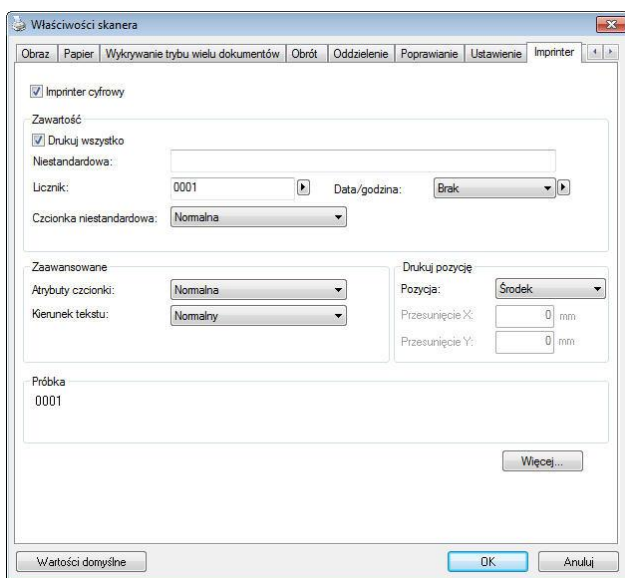 Właściwości skanera
Obraz Papier Wykrywanie trybu wielu dokumentów Obrót Oddzielenie Poprawianie Ustawienie Imprinter
Imprinter cyfrowy
Zawartość
Drukuj wszystko
Niestandardowa:
Licznik: 0001 Data/godzina: Brak
Czcionka niestandardowa: Normalna
Zaawansowane Drukuj pozycję
Atrybuty czcionki: Normalna Pozycja: Środek
Kierunek tekstu: Normalny Przesunięcie X: 0 mm
Przesunięcie Y: 0 mm
Próbka
0001
Więcej...
Wartości domyślne OK Anuluj